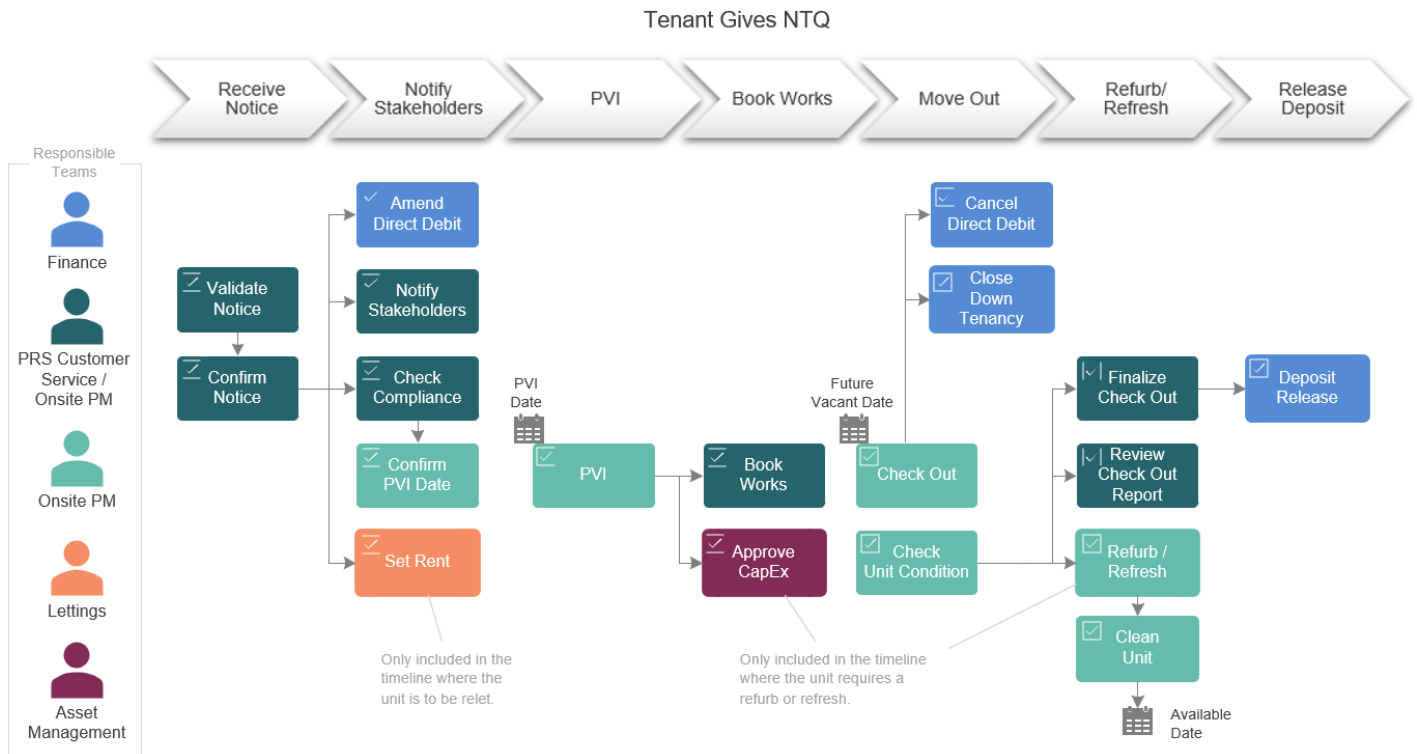 Tenant Gives NTQ
Receive
Notice
Notify
Stakeholders
PVI
Book Works
Move Out
Refurb/
Refresh
Release
Deposit
Responsible
Teams
Finance
PRS Customer
Service /
Onsite PM
Onsite PM
Lettings
Asset
Management
Validate
Notice
Confirm
Notice
Amend
Direct Debit
Notify
Stakeholders
Check
Compliance
Confirm
PVI Date
Set Rent
Only included in the
timeline where the
unit is to be relet.
PVI
Date
PVI
Book
Works
Approve
CapEx
Only included in the timeline
where the unit requires a
refurb or refresh.
Cancel
Direct Debit
Close
Down
Tenancy
Future
Vacant Date
Check Out
Check
Unit Condition
Finalize
Check Out
Review
Check Out
Report
Refurb /
Refresh
Clean
Unit
Available
Date
Deposit
Release